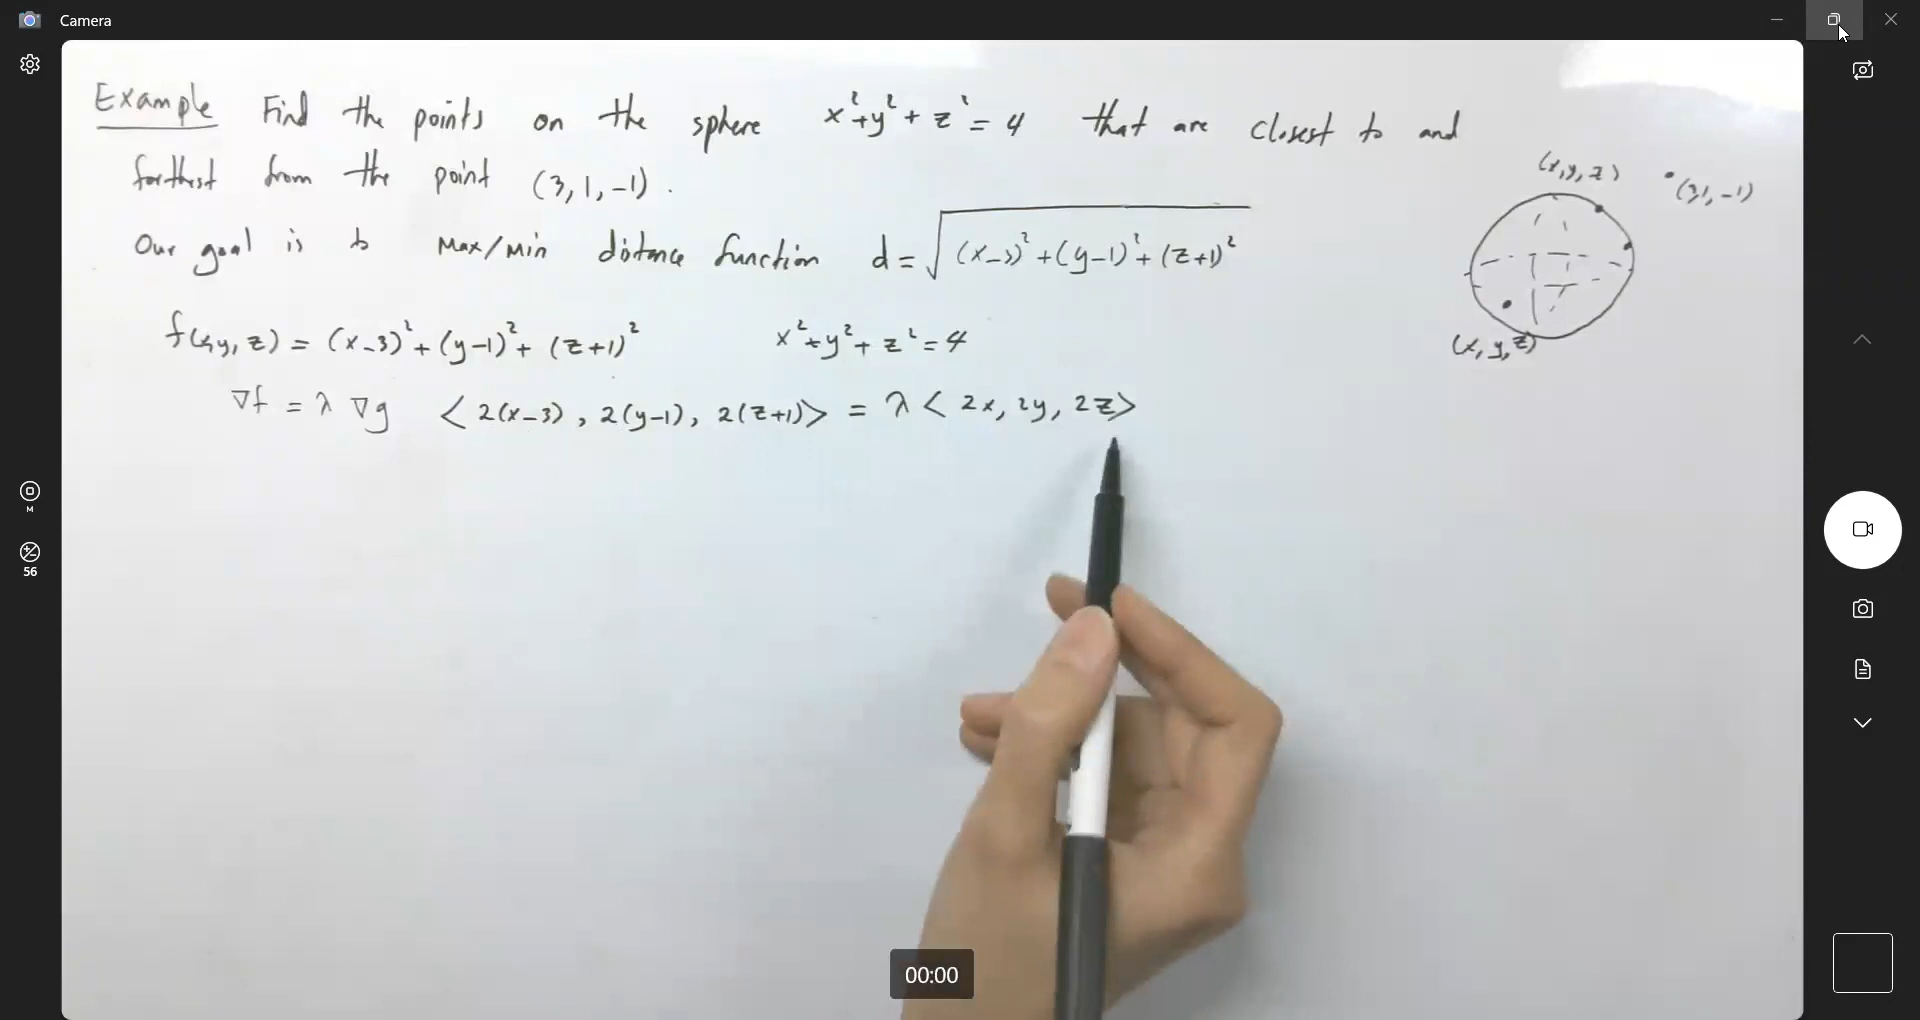 Camera
Example Find the points on the sphere x²+y²+z²=4 that are closest to and
farthest from the point (3,1,-1).
(x,y,z)
(3,1,-1)
Our goal is to Max/Min distance function d=√((x-3)²+(y-1)²+(z+1)²)
f(x,y,z) = (x-3)²+(y-1)²+(z+1)² x²+y²+z²=4
(x,y,z)
∇f = λ ∇g <2(x-3), 2(y-1), 2(z+1)> = λ<2x, 2y, 2z>
M
56
00:00